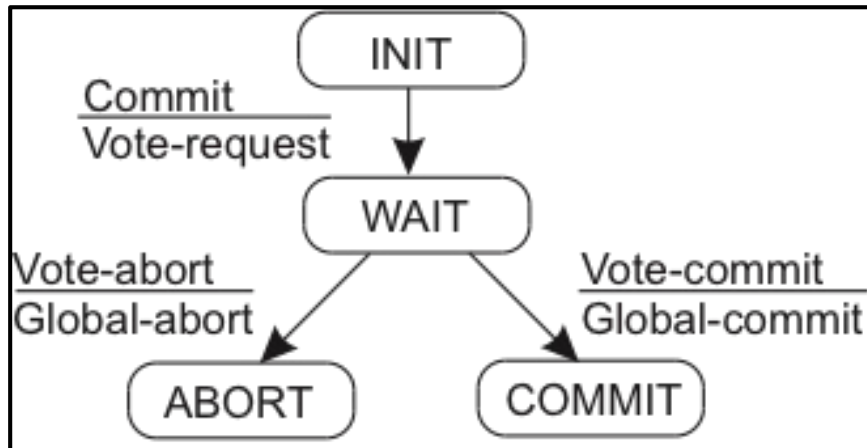 INIT
Commit
Vote-request
WAIT
Vote-abort
Global-abort
Vote-commit
Global-commit
ABORT
COMMIT